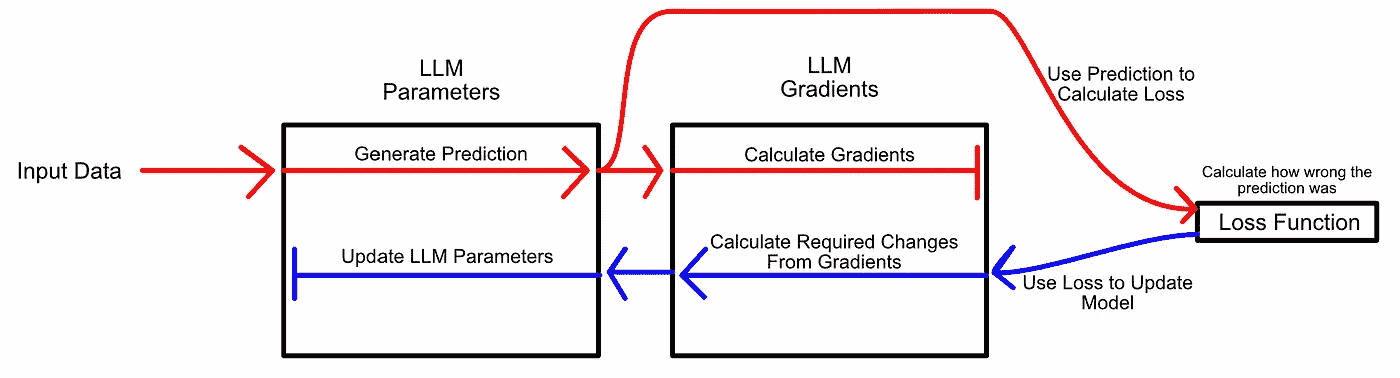 LLM
Parameters
LLM
Gradients
Use Prediction to
Calculate Loss
Input Data
Generate Prediction
Calculate Gradients
Calculate how wrong the
prediction was
Loss Function
Update LLM Parameters
Calculate Required Changes
From Gradients
Use Loss to Update
Model